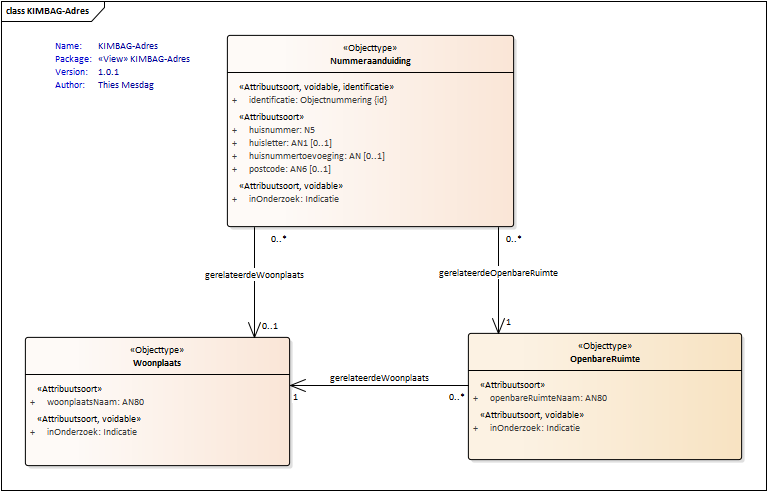 class KIMBAG-Adres
Name: KIMBAG-Adres
Package: «View» KIMBAG-Adres
Version: 1.0.1
Author: Thies Mesdag
«Objecttype»
Nummeraanduiding
«Attribuutsoort, voidable, identificatie»
+ identificatie: Objectnummering {id}
«Attribuutsoort»
+ huisnummer: N5
+ huisletter: AN1 [0..1]
+ huisnummertoevoeging: AN [0..1]
+ postcode: AN6 [0..1]
«Attribuutsoort, voidable»
+ inOnderzoek: Indicatie
0..*
0..*
gerelateerdeWoonplaats
gerelateerdeOpenbareRuimte
0..1
1
«Objecttype»
Woonplaats
«Attribuutsoort»
+ woonplaatsNaam: AN80
«Attribuutsoort, voidable»
+ inOnderzoek: Indicatie
gerelateerdeWoonplaats
1
0..*
«Objecttype»
OpenbareRuimte
«Attribuutsoort»
+ openbareRuimteNaam: AN80
«Attribuutsoort, voidable»
+ inOnderzoek: Indicatie